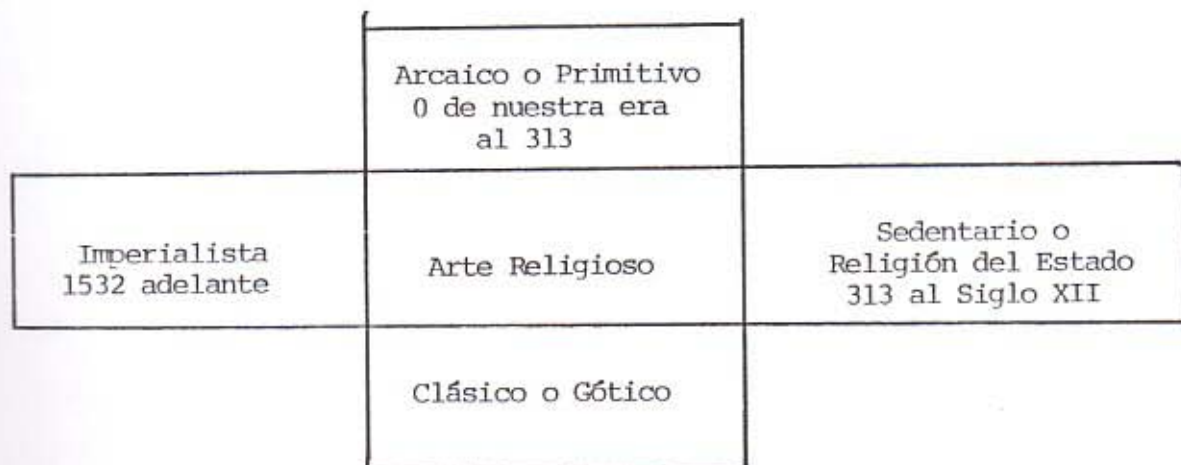 Arcaico o Primitivo
0 de nuestra era
al 313
Imperialista
1532 adelante
Arte Religioso
Sedentario o
Religión del Estado
313 al Siglo XII
Clásico o Gótico